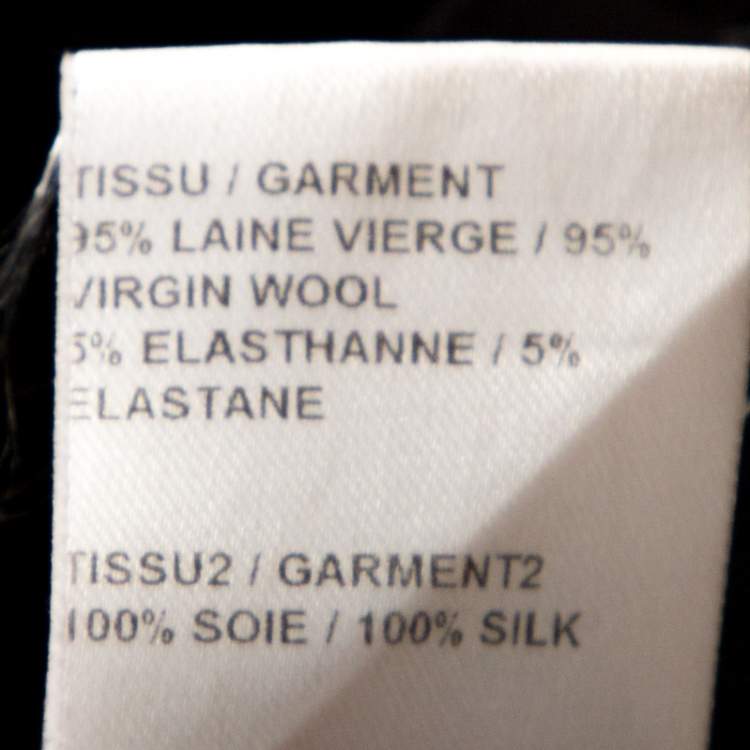 TISSU / GARMENT
95% LAINE VIERGE / 95%
VIRGIN WOOL
5% ELASTHANNE / 5%
ELASTANE
TISSU2 / GARMENT2
100% SOIE / 100% SILK